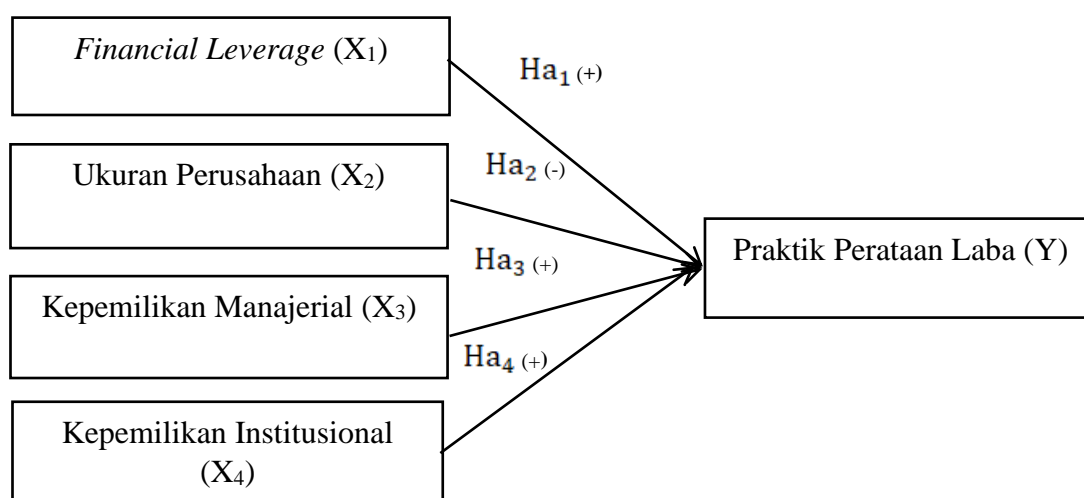 Financial Leverage (X₁)
Ha₁ (+)
Ukuran Perusahaan (X₂)
Ha₂ (-)
Praktik Perataan Laba (Y)
Ha₃ (+)
Kepemilikan Manajerial (X₃)
Ha₄ (+)
Kepemilikan Institusional
(X₄)